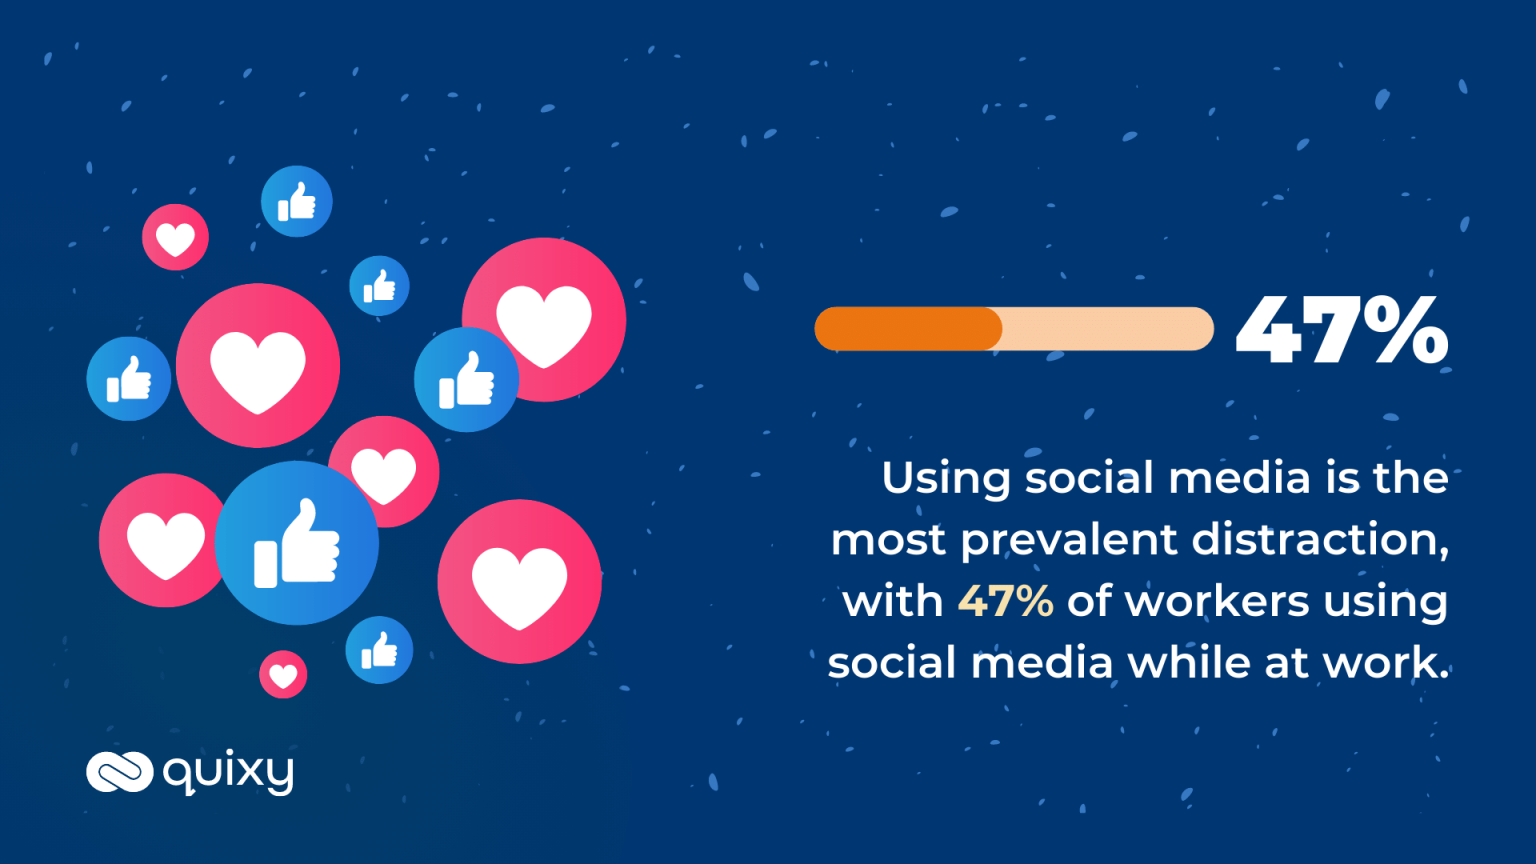 47%
Using social media is the
most prevalent distraction,
with 47% of workers using
social media while at work.
quixy